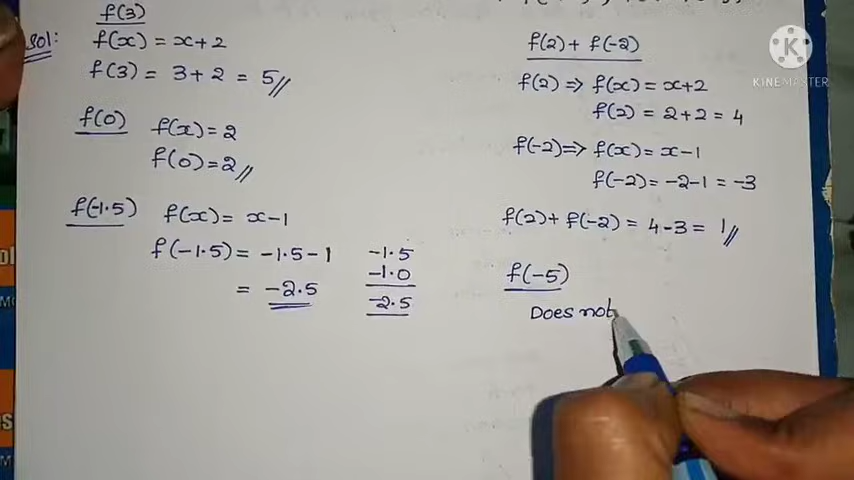 f(3)
Sol: f(x) = x+2
f(3) = 3+2 = 5//
f(0) f(x) = 2
f(0) = 2//
f(-1.5) f(x) = x-1
f(-1.5) = -1.5-1 -1.5
-1.0
= -2.5 -2.5
f(2) + f(-2)
f(2) ⇒ f(x) = x+2
f(2) = 2+2 = 4
f(-2) ⇒ f(x) = x-1
f(-2) = -2-1 = -3
f(2) + f(-2) = 4-3 = 1//
f(-5)
Does not
KINEMASTER